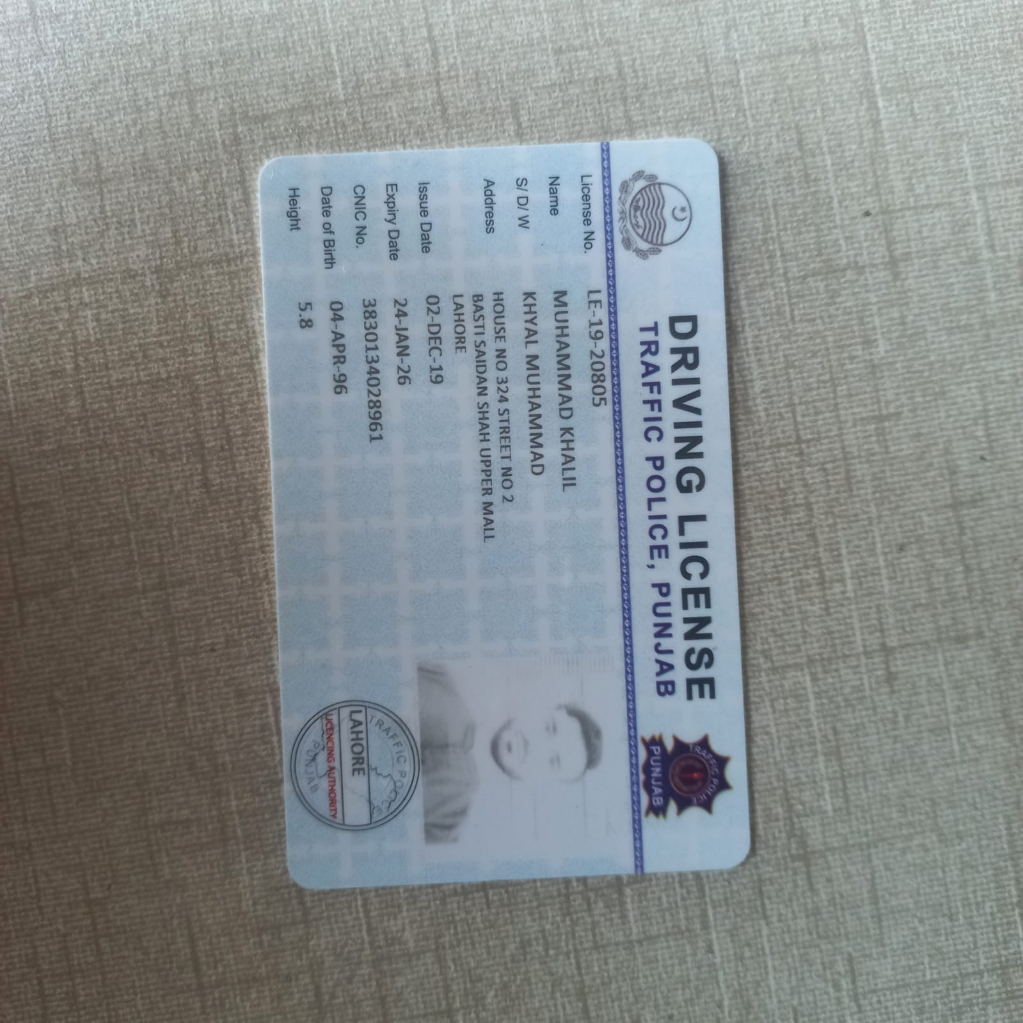 DRIVING LICENSE
TRAFFIC POLICE, PUNJAB
TRAFFIC POLICE
PUNJAB
License No. LE-19-20805
Name MUHAMMAD KHALIL
S/ D/ W KHYAL MUHAMMAD
Address HOUSE NO 324 STREET NO 2
BASTI SAIDAN SHAH UPPER MALL
LAHORE
Issue Date 02-DEC-19
Expiry Date 24-JAN-26
CNIC No. 3830134028961
Date of Birth 04-APR-96
Height 5.8
TRAFFIC POLICE
LAHORE
LICENCING AUTHORITY
PUNJAB